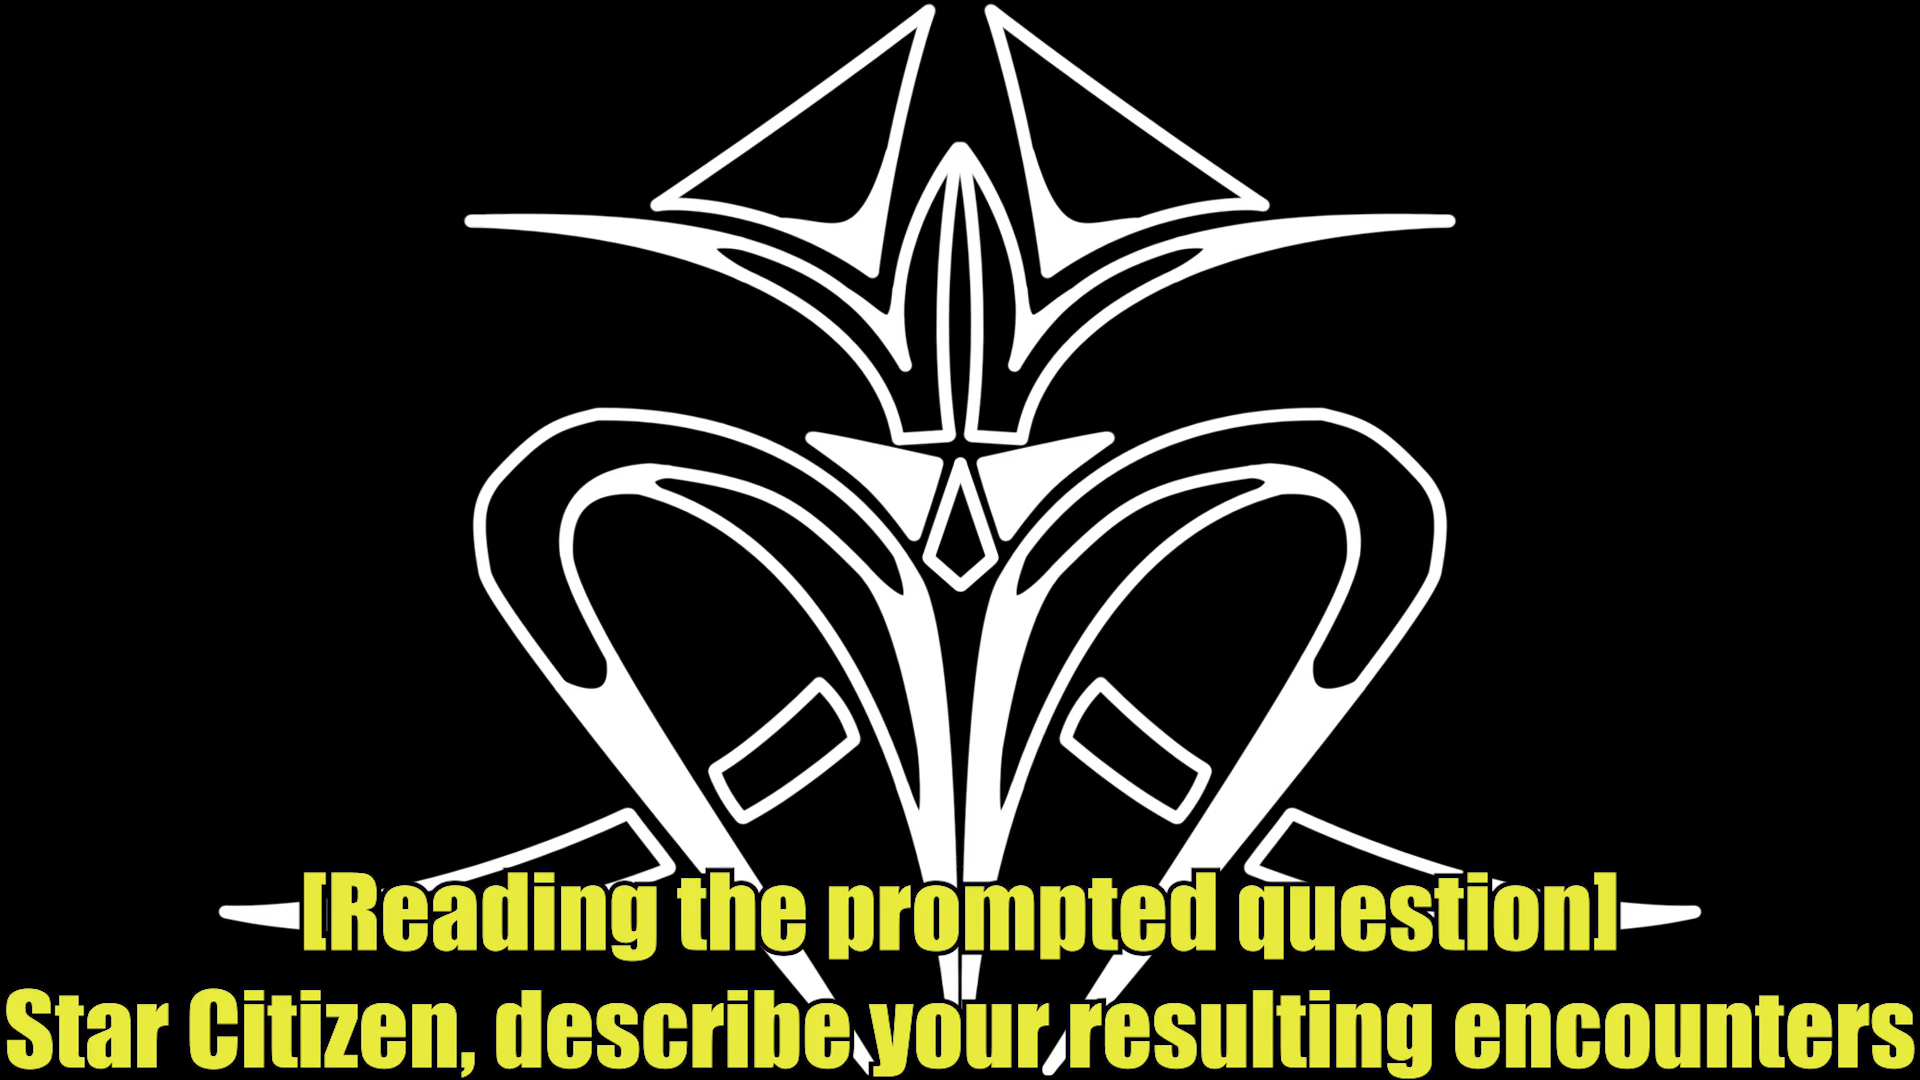 [Reading the prompted question]
Star Citizen, describe your resulting encounters